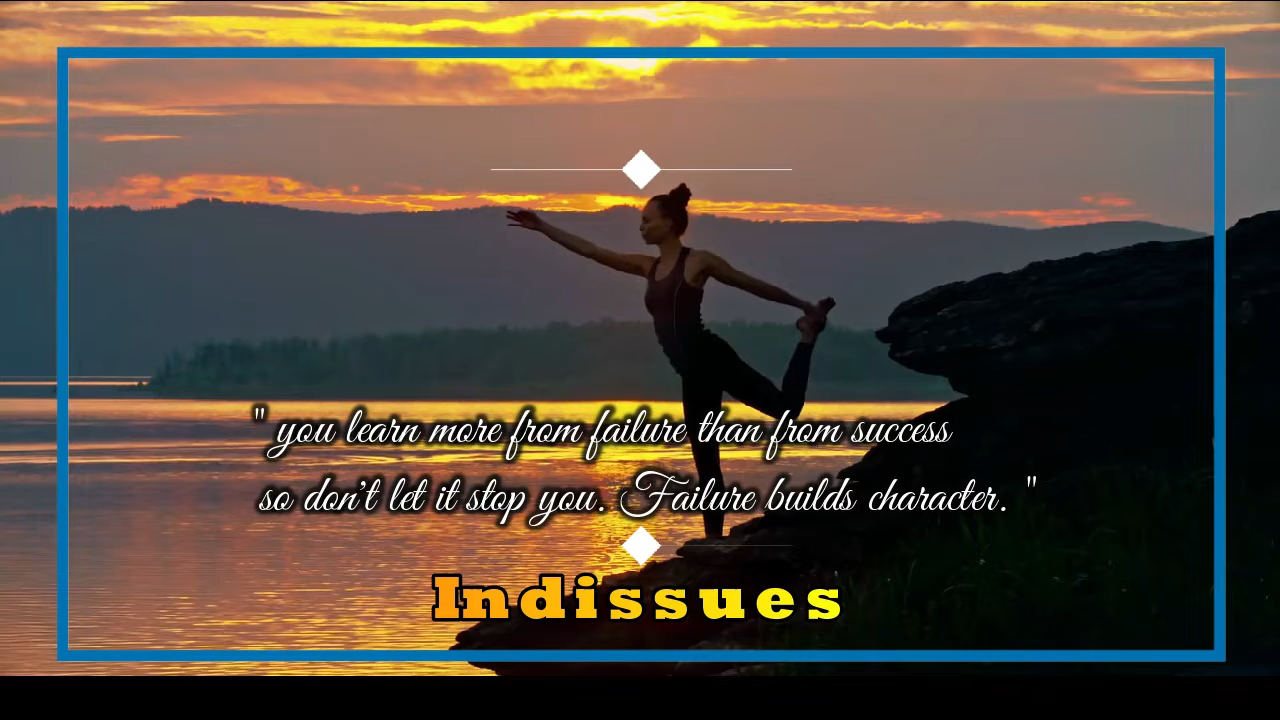 " you learn more from failure than from success
so don't let it stop you. Failure builds character. "
Indissues